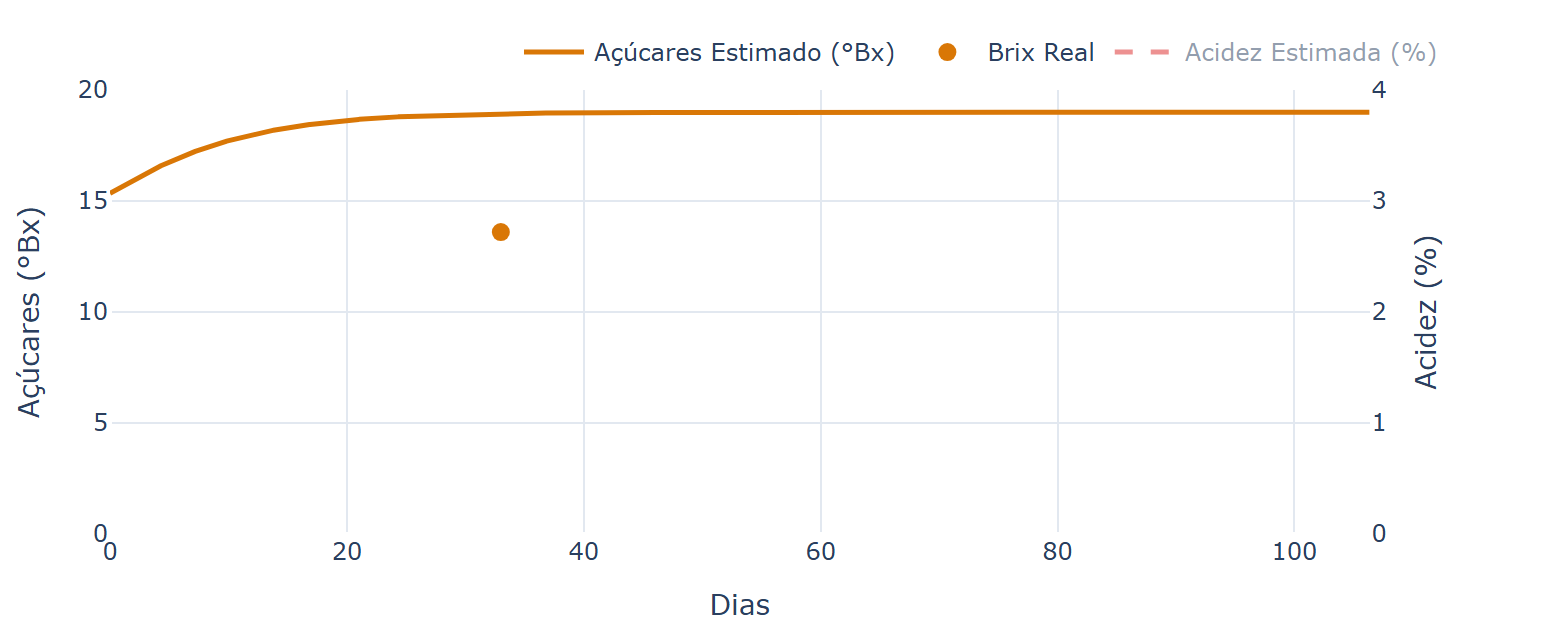 Açúcares Estimado (°Bx) Brix Real Acidez Estimada (%)
20 4
15 3
10 2
5 1
0 0
Açúcares (°Bx)
Acidez (%)
0 20 40 60 80 100
Dias